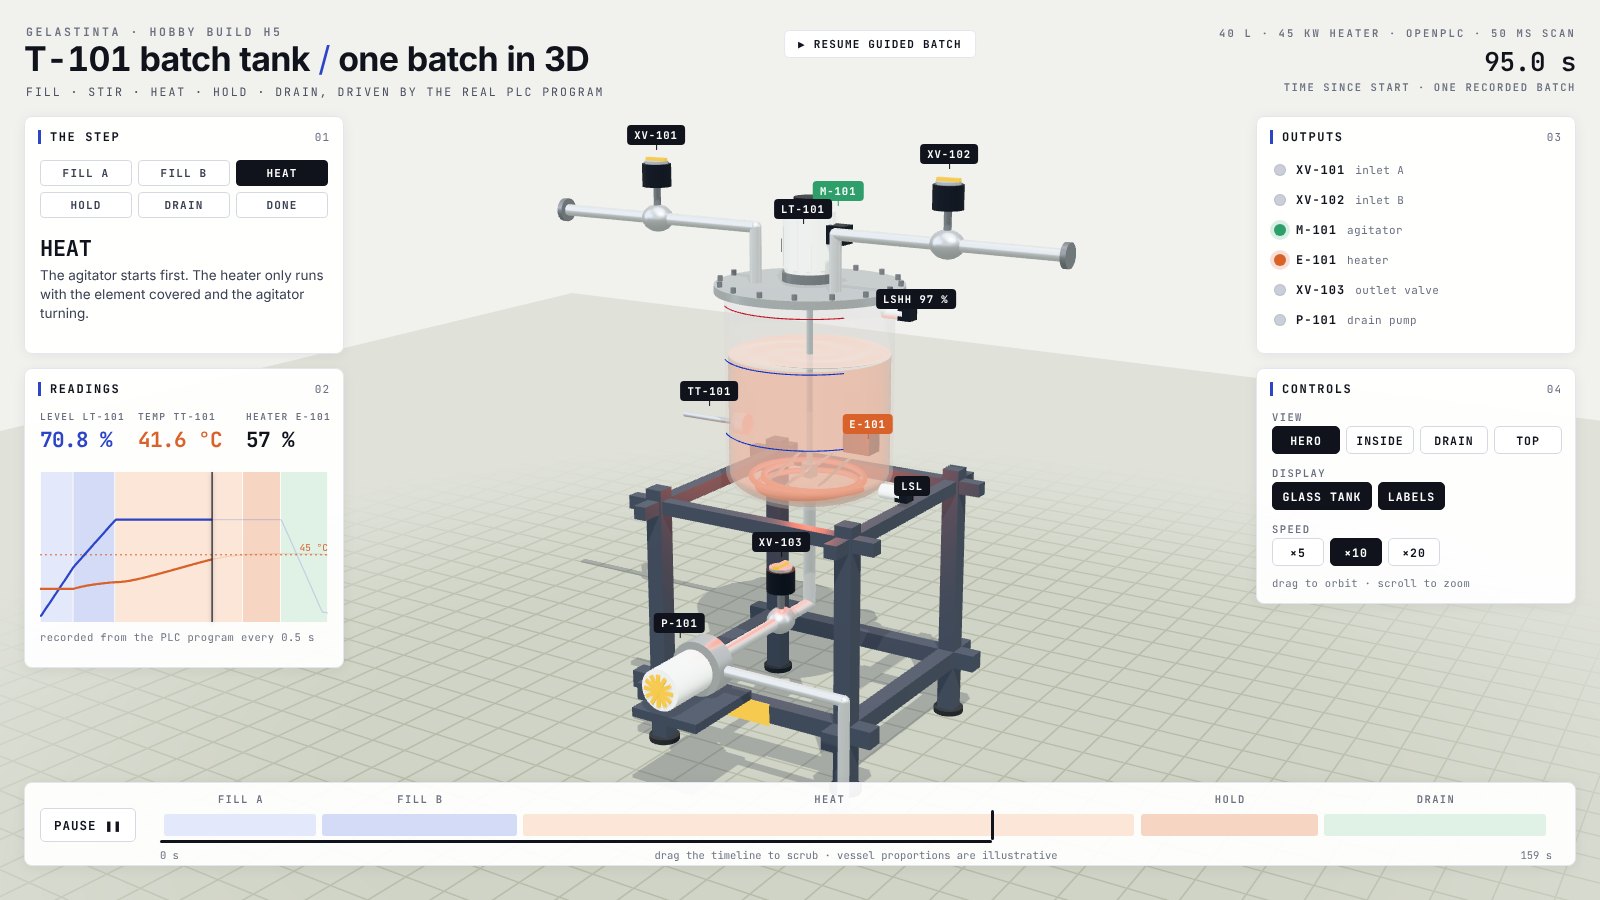 GELASTINTA · HOBBY BUILD H5
T-101 batch tank / one batch in 3D
FILL · STIR · HEAT · HOLD · DRAIN, DRIVEN BY THE REAL PLC PROGRAM
▶ RESUME GUIDED BATCH
40 L · 45 KW HEATER · OPENPLC · 50 MS SCAN
95.0 s
TIME SINCE START · ONE RECORDED BATCH
THE STEP 01
FILL A FILL B HEAT
HOLD DRAIN DONE
HEAT
The agitator starts first. The heater only runs
with the element covered and the agitator
turning.
READINGS 02
LEVEL LT-101 TEMP TT-101 HEATER E-101
70.8 % 41.6 °C 57 %
45 °C
recorded from the PLC program every 0.5 s
XV-101
XV-102
M-101
LT-101
LSHH 97 %
TT-101
E-101
LSL
XV-103
P-101
OUTPUTS 03
XV-101 inlet A
XV-102 inlet B
M-101 agitator
E-101 heater
XV-103 outlet valve
P-101 drain pump
CONTROLS 04
VIEW
HERO INSIDE DRAIN TOP
DISPLAY
GLASS TANK LABELS
SPEED
×5 ×10 ×20
drag to orbit · scroll to zoom
PAUSE ❚❚
FILL A FILL B HEAT HOLD DRAIN
0 s drag the timeline to scrub · vessel proportions are illustrative 159 s